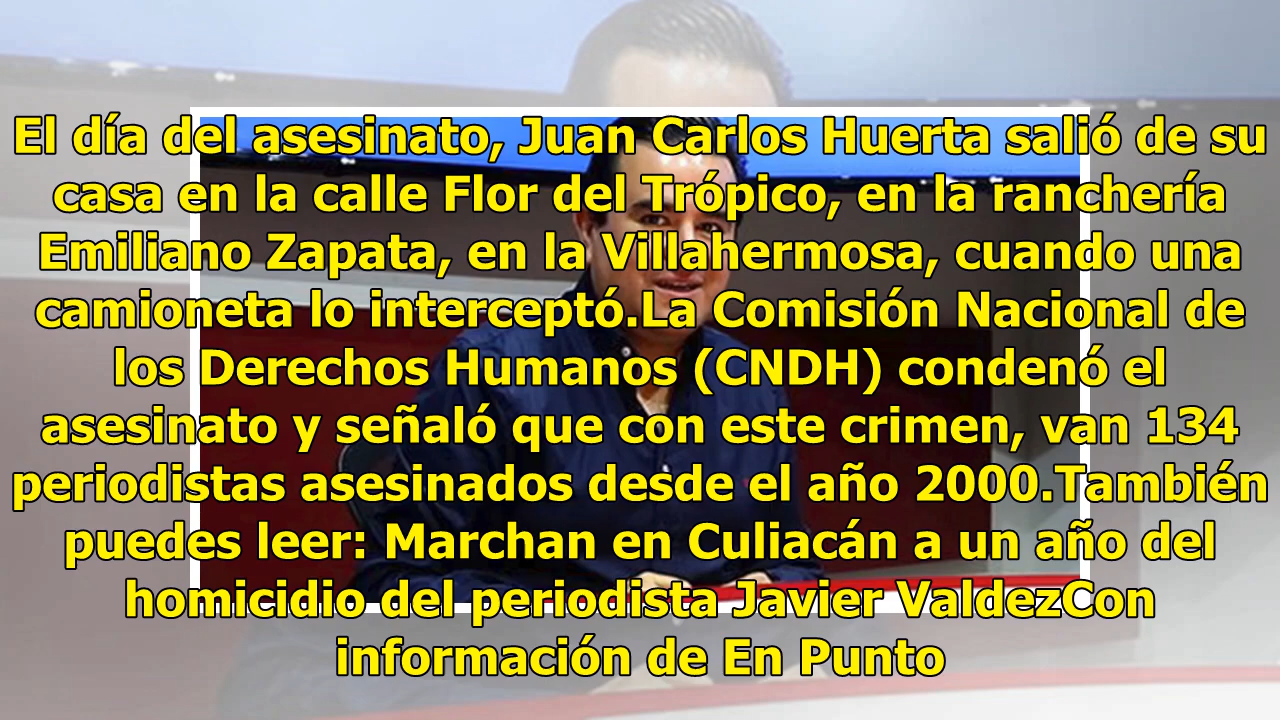 El día del asesinato, Juan Carlos Huerta salió de su
casa en la calle Flor del Trópico, en la ranchería
Emiliano Zapata, en la Villahermosa, cuando una
camioneta lo interceptó.La Comisión Nacional de
los Derechos Humanos (CNDH) condenó el
asesinato y señaló que con este crimen, van 134
periodistas asesinados desde el año 2000.También
puedes leer: Marchan en Culiacán a un año del
homicidio del periodista Javier ValdezCon
información de En Punto